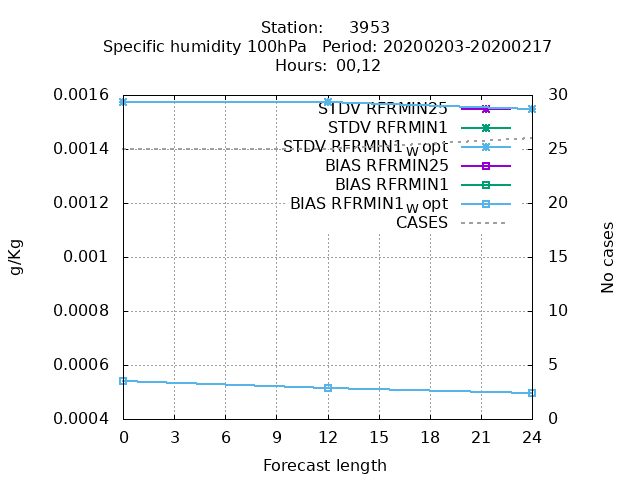 Station: 3953
Specific humidity 100hPa Period: 20200203-20200217
Hours: 00,12
0.0016 30
STDV RFRMIN25
STDV RFRMIN1
0.0014 STDV RFRMIN1_w opt 25
BIAS RFRMIN25
BIAS RFRMIN1
0.0012 BIAS RFRMIN1_w opt 20
CASES
0.001 15
0.0008 10
0.0006 5
0.0004 0
g/Kg
No cases
0 3 6 9 12 15 18 21 24
Forecast length